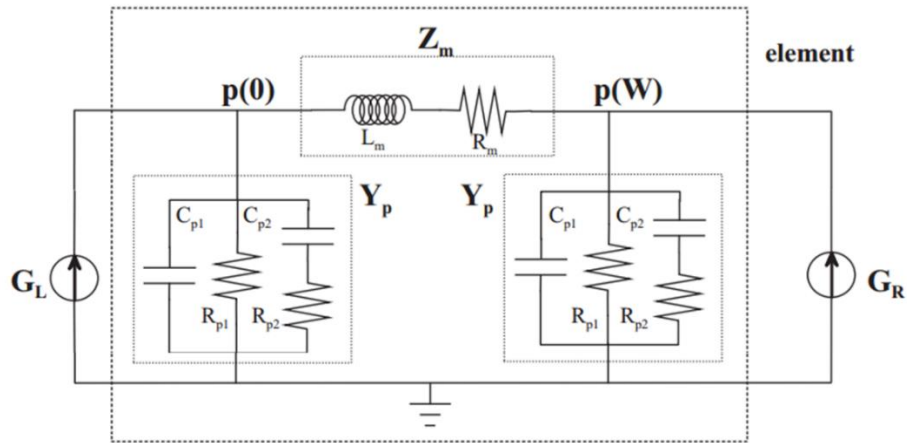 Z_m
element
p(0)
p(W)
L_m
R_m
Y_p
Y_p
C_p1
C_p2
C_p1
C_p2
G_L
G_R
R_p1
R_p2
R_p1
R_p2